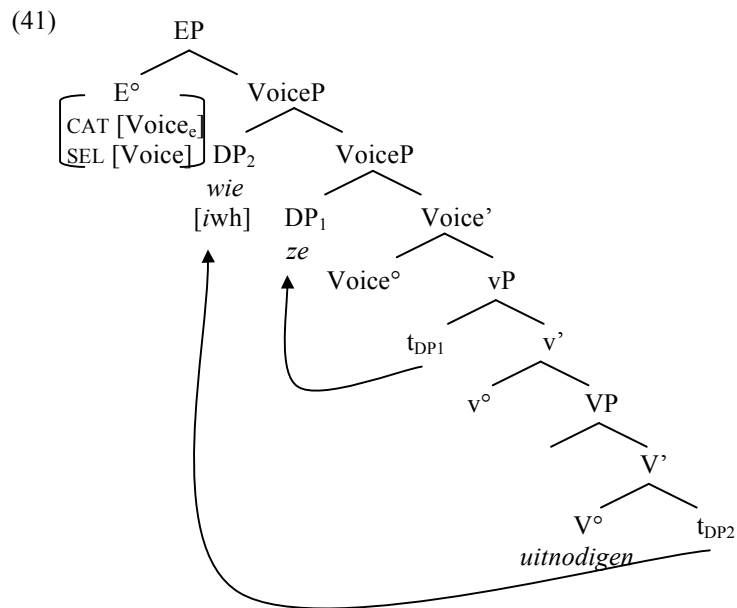 (41)
EP
E° VoiceP
CAT [Voiceₑ]
SEL [Voice] DP₂ VoiceP
wie
[iwh] DP₁ Voice’
ze
Voice° vP
t_DP1 v’
v° VP
V’
V° t_DP2
uitnodigen